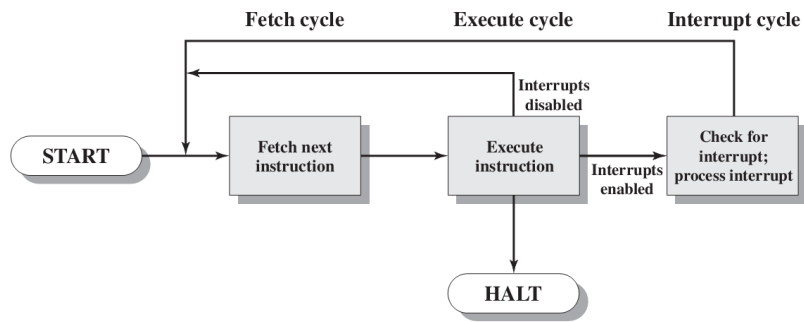 Fetch cycle
Execute cycle
Interrupt cycle
Interrupts
disabled
START
Fetch next
instruction
Execute
instruction
Interrupts
enabled
Check for
interrupt;
process interrupt
HALT